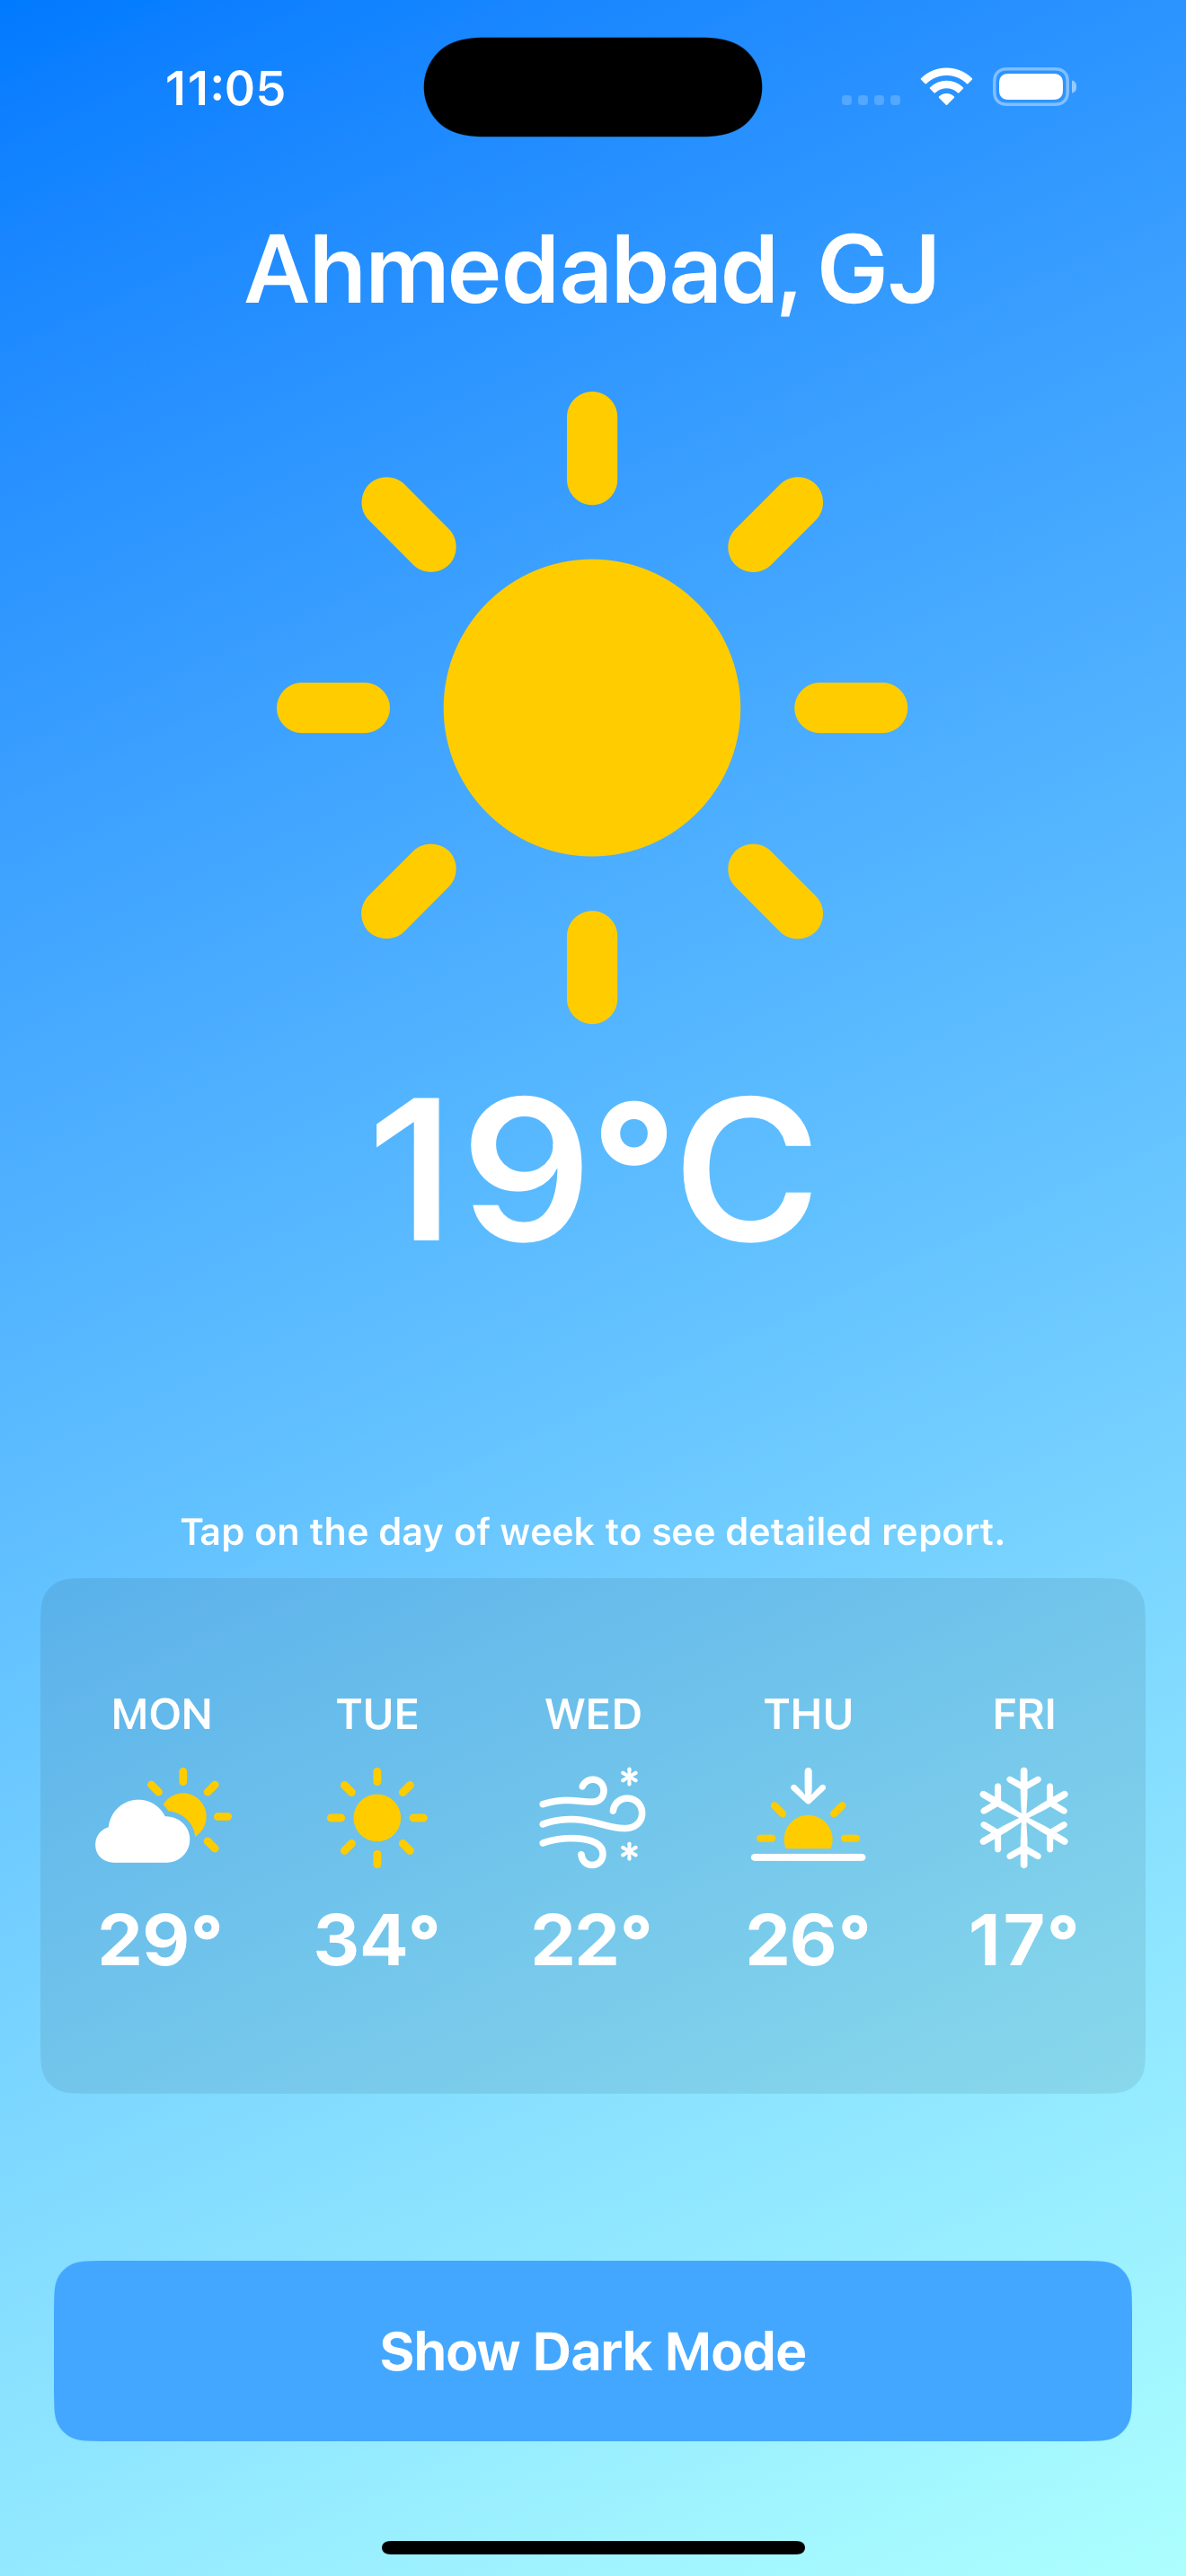 11:05
Ahmedabad, GJ
19°C
Tap on the day of week to see detailed report.
MON TUE WED THU FRI
29° 34° 22° 26° 17°
Show Dark Mode